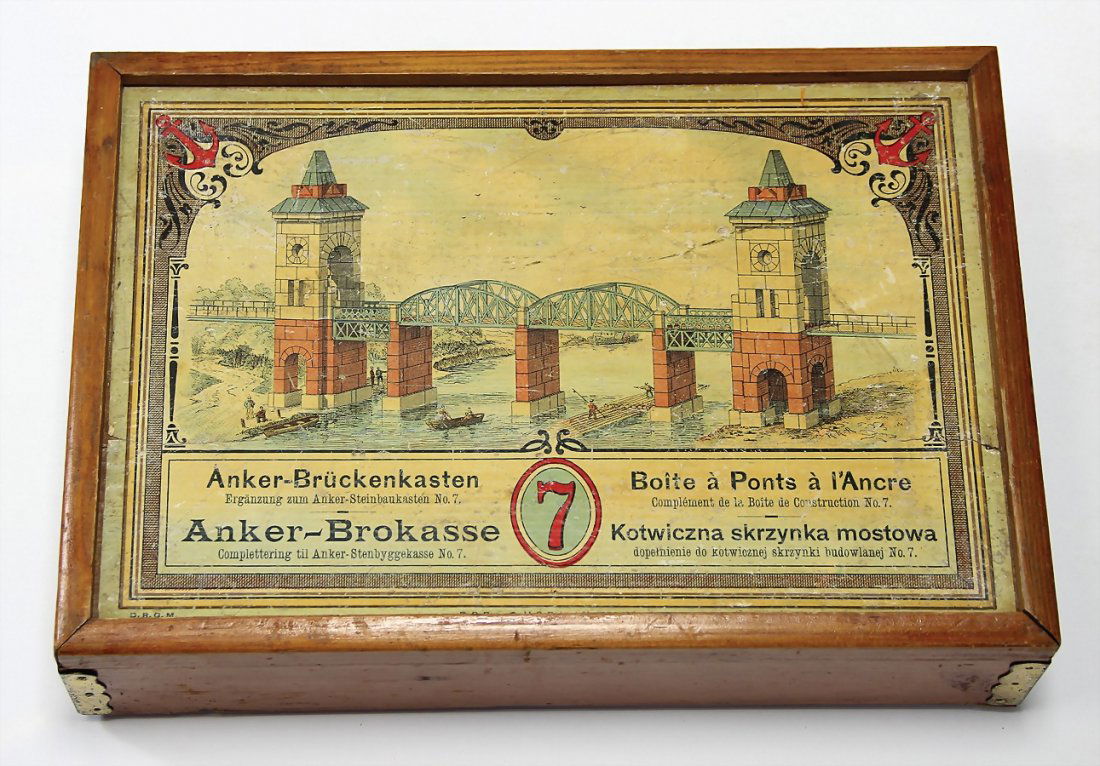 Anker-Brückenkasten
Ergänzung zum Anker-Steinbaukasten No. 7.
Anker-Brokasse
Complettering til Anker-Stenbyggekasse No. 7.
7
Boîte à Ponts à l'Ancre
Complément de la Boîte de Construction No. 7.
Kotwiczna skrzynka mostowa
dopełnienie do kotwicznej skrzynki budowlanej No. 7.
D. R. G. M.